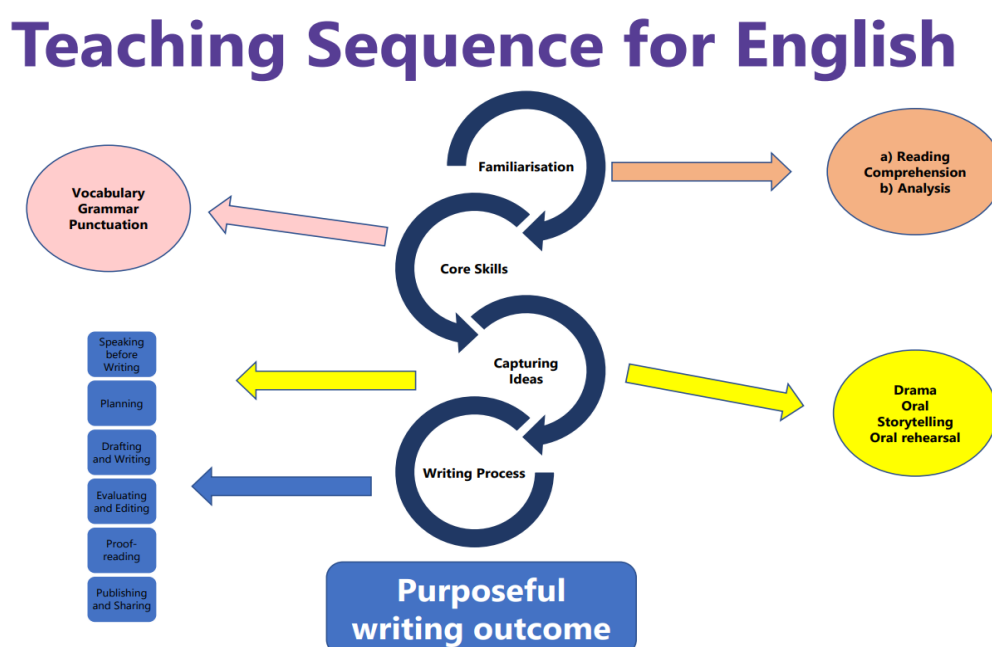 Teaching Sequence for English
Familiarisation
a) Reading
Comprehension
b) Analysis
Vocabulary
Grammar
Punctuation
Core Skills
Capturing
Ideas
Drama
Oral
Storytelling
Oral rehearsal
Writing Process
Speaking
before
Writing
Planning
Drafting
and Writing
Evaluating
and Editing
Proof-
reading
Publishing
and Sharing
Purposeful
writing outcome